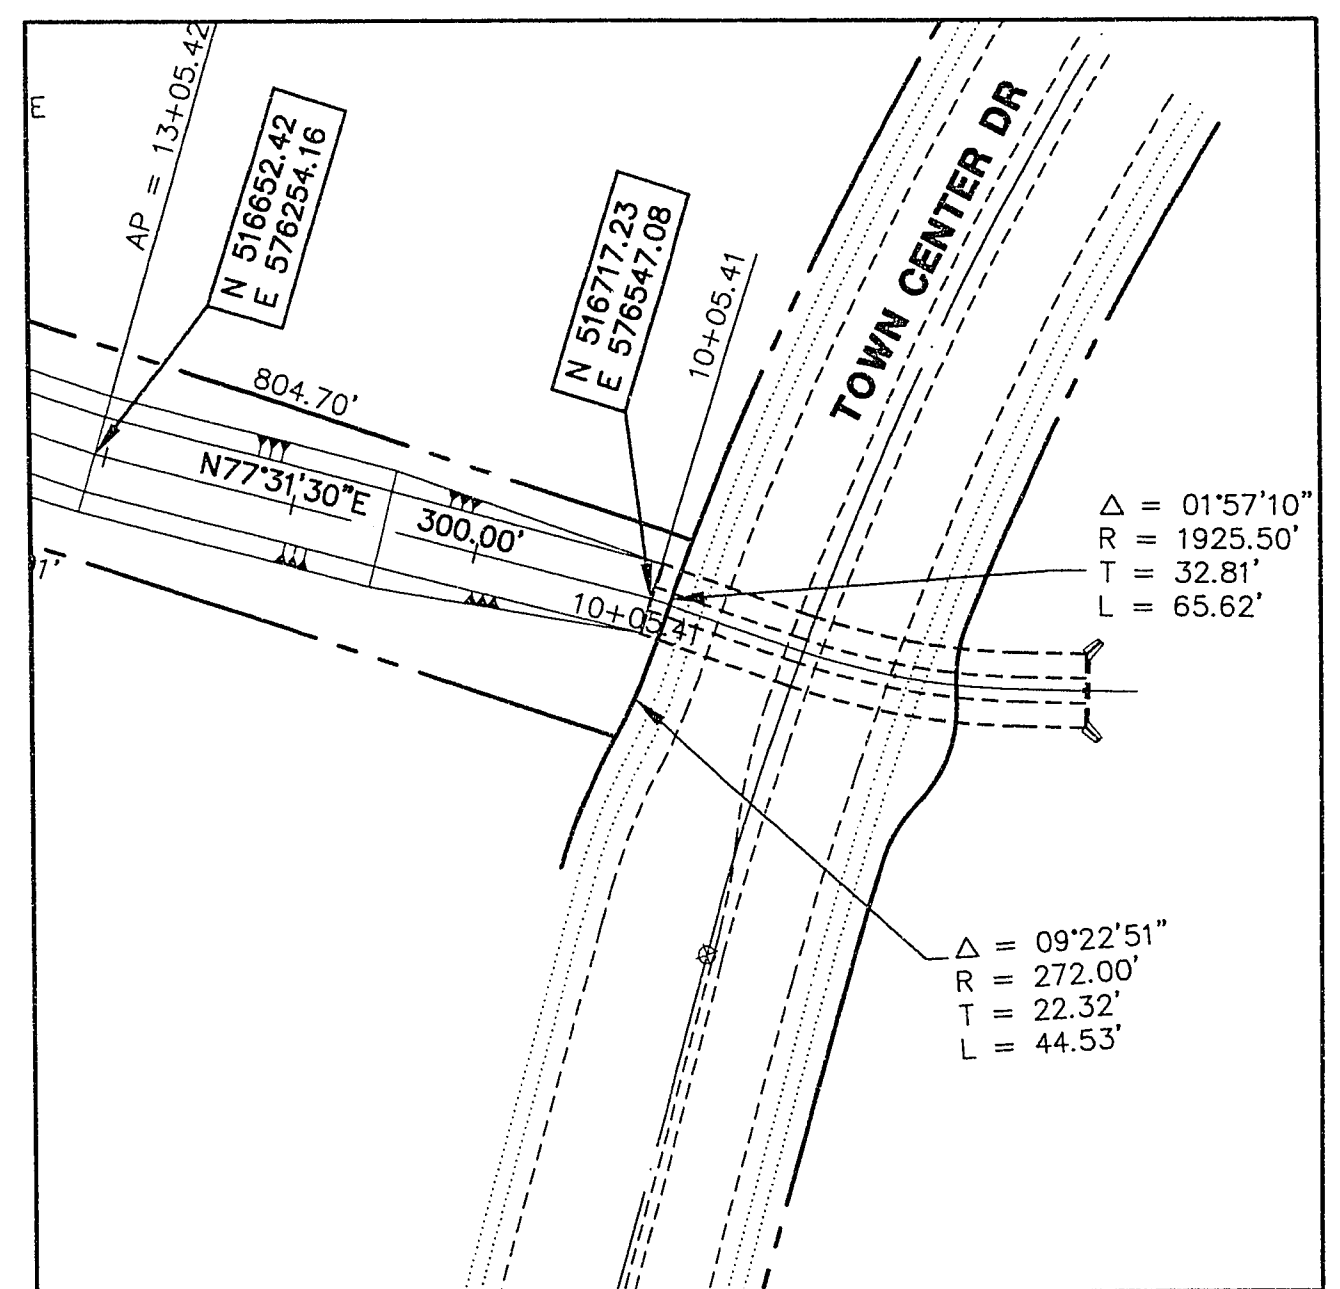 E
AP = 13+05.42
N 516652.42
E 576254.16
N 516717.23
E 576547.08
10+05.41
TOWN CENTER DR
804.70'
N77°31'30"E
300.00'
10+05.41
Δ = 01°57'10"
R = 1925.50'
T = 32.81'
L = 65.62'
Δ = 09°22'51"
R = 272.00'
T = 22.32'
L = 44.53'